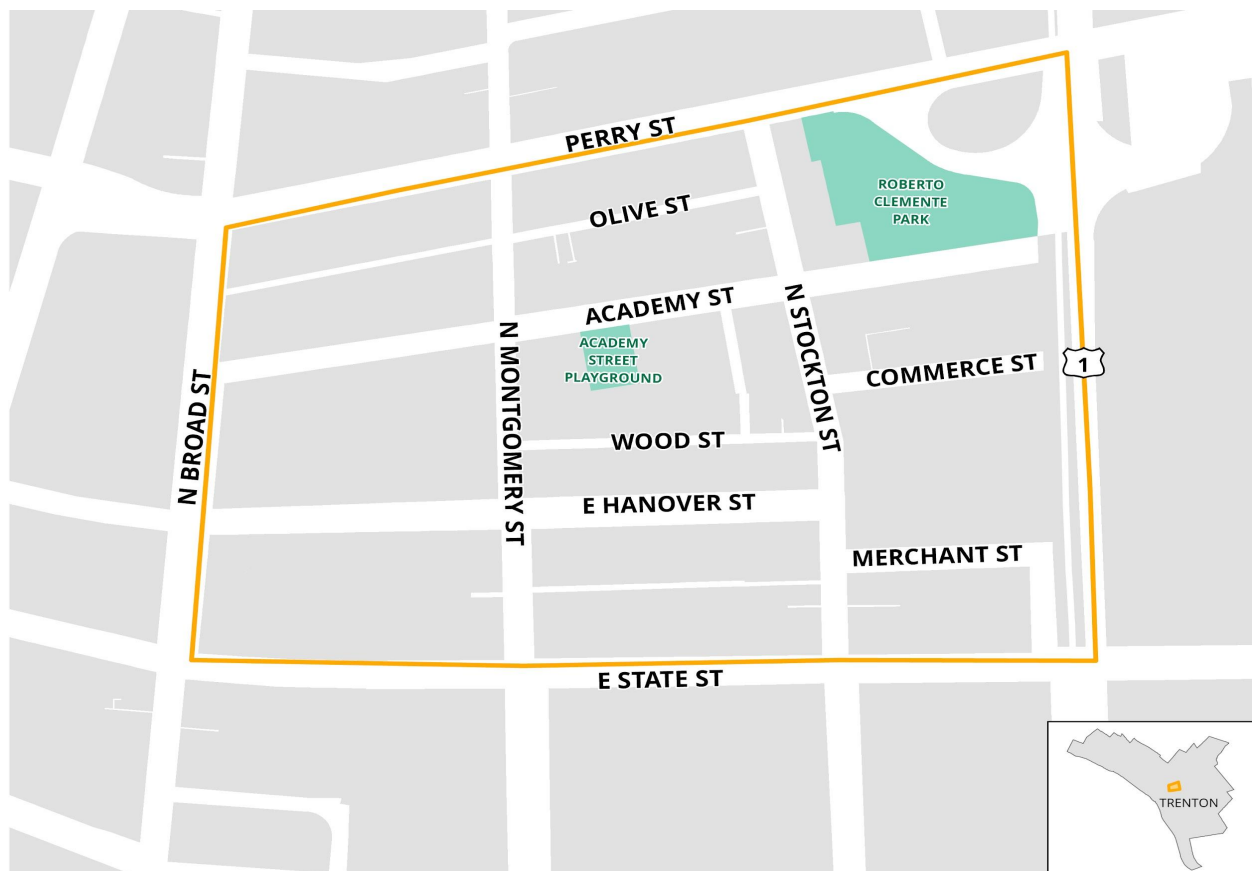 PERRY ST
ROBERTO
CLEMENTE
PARK
OLIVE ST
ACADEMY ST
N STOCKTON ST
N MONTGOMERY ST
ACADEMY
STREET
PLAYGROUND
COMMERCE ST
1
N BROAD ST
WOOD ST
E HANOVER ST
MERCHANT ST
E STATE ST
TRENTON